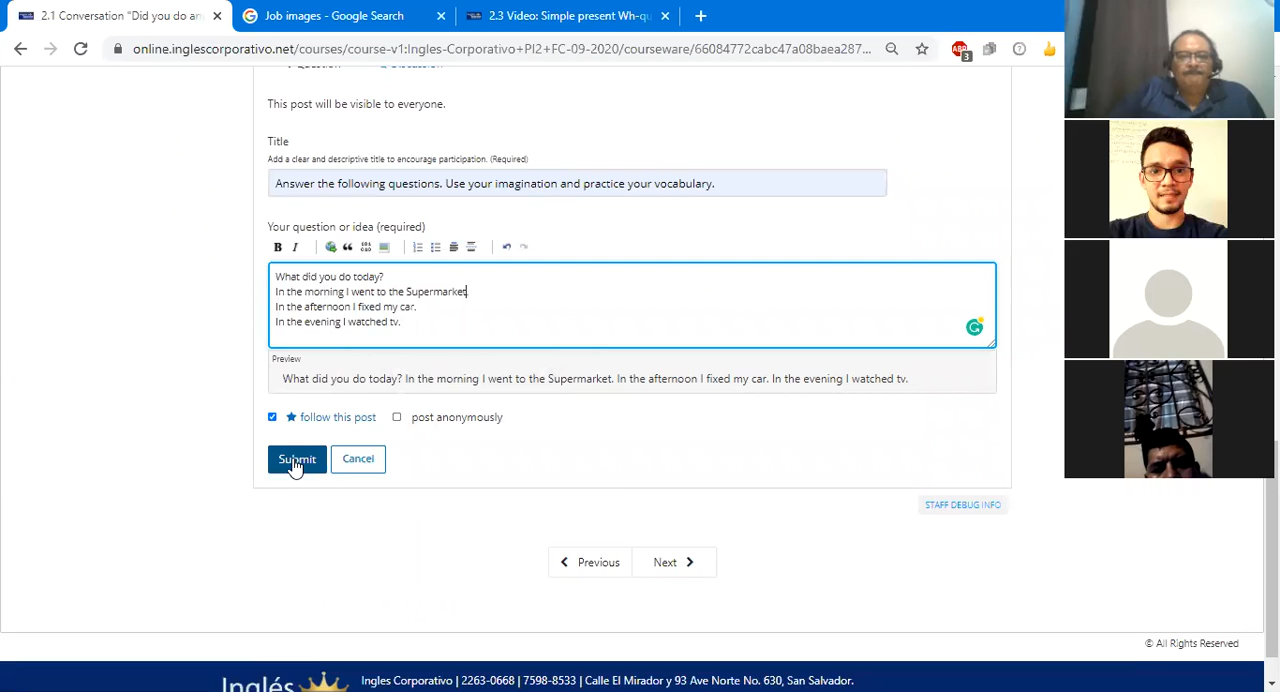 2.1 Conversation "Did you do an
Job images - Google Search
2.3 Video: Simple present Wh-qu
online.inglescorporativo.net/courses/course-v1:Ingles-Corporativo+PI2+FC-09-2020/courseware/66084772cabc47a08baea287...
ABP
3
This post will be visible to everyone.
Title
Add a clear and descriptive title to encourage participation. (Required)
Answer the following questions. Use your imagination and practice your vocabulary.
Your question or idea (required)
B I
What did you do today?
In the morning I went to the Supermarket.
In the afternoon I fixed my car.
In the evening I watched tv.
Preview
What did you do today? In the morning I went to the Supermarket. In the afternoon I fixed my car. In the evening I watched tv.
follow this post
post anonymously
Submit
Cancel
STAFF DEBUG INFO
Previous
Next
© All Rights Reserved
Inglés
Ingles Corporativo | 2263-0668 | 7598-8533 | Calle El Mirador y 93 Ave Norte No. 630, San Salvador.